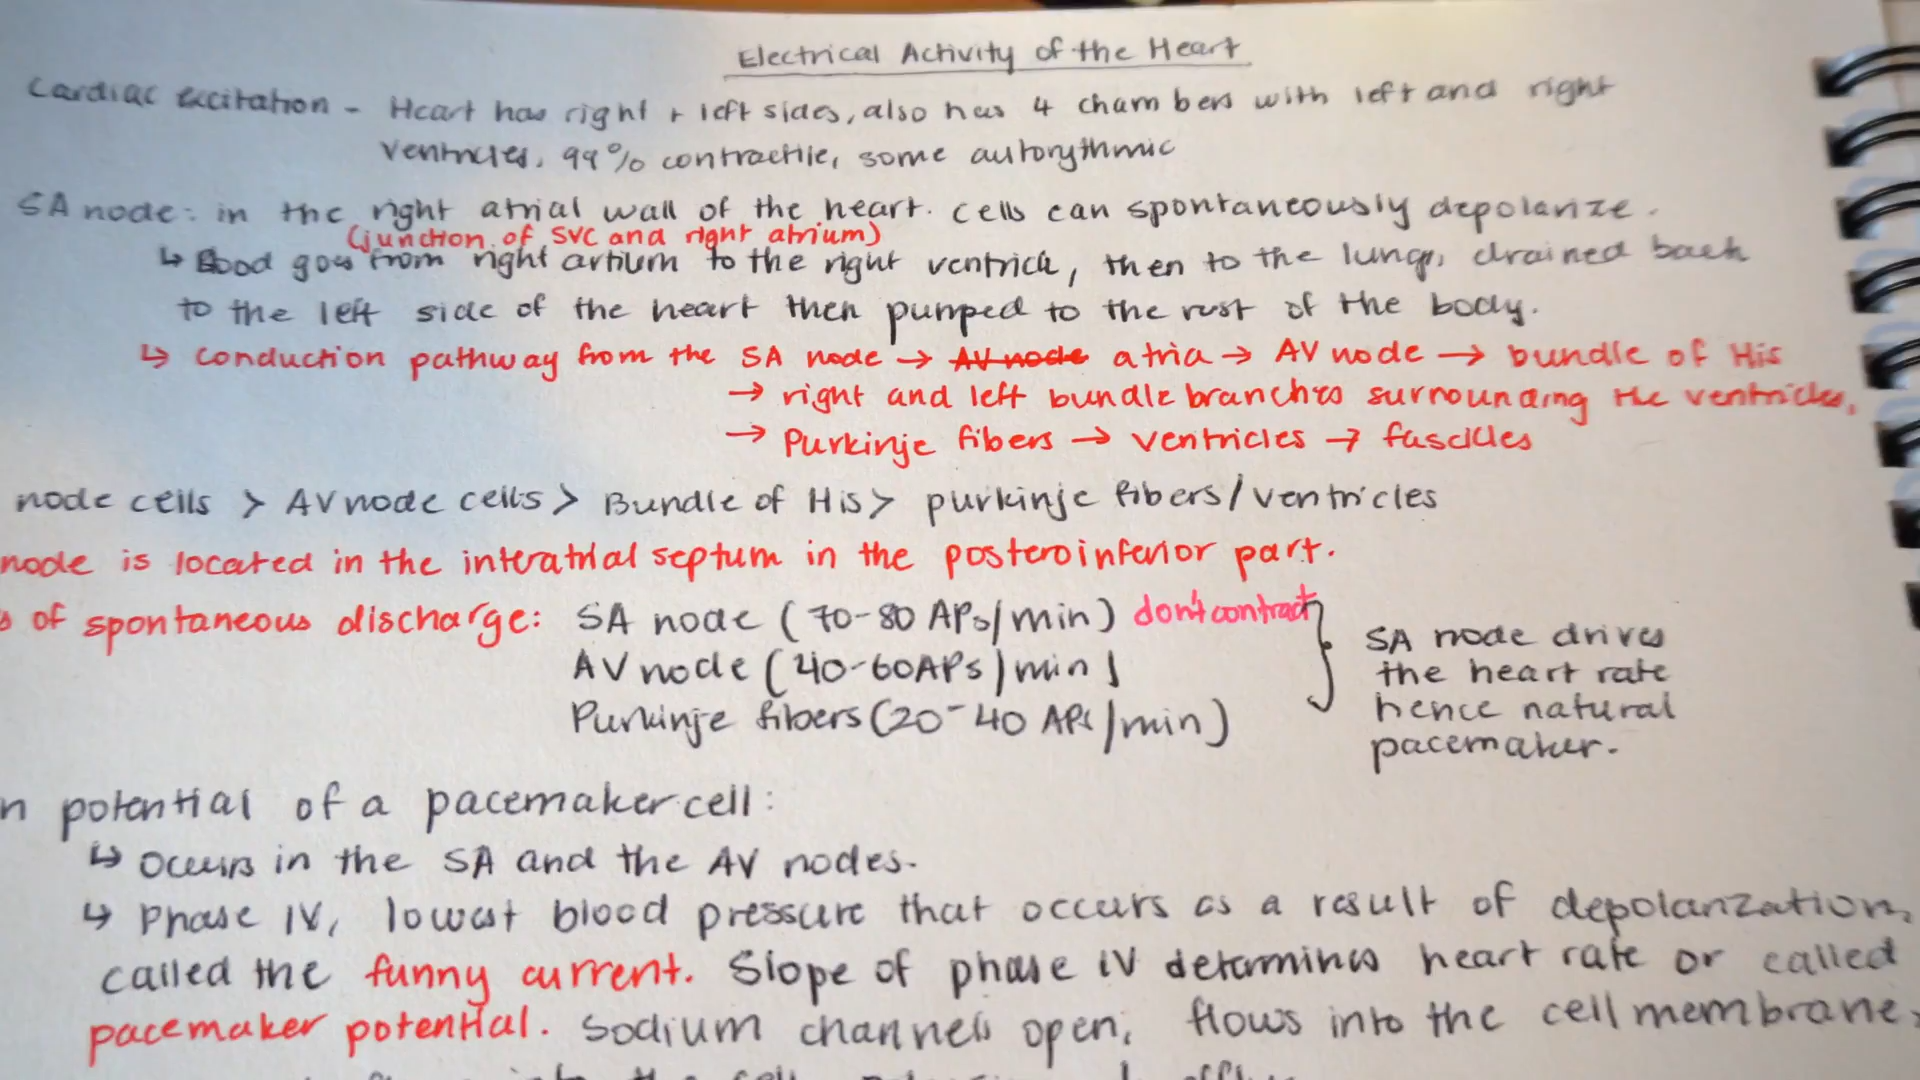 Electrical Activity of the Heart
Cardiac excitation - Heart has right + left sides, also has 4 chambers with left and right
ventricles. 99% contractile, some autorythmic
SA node: in the right atrial wall of the heart. cells can spontaneously depolarize.
(junction of SVC and right atrium)
↳ Blood goes from right artium to the right ventricle, then to the lungs, drained back
to the left side of the heart then pumped to the rest of the body.
↳ conduction pathway from the SA node → AV node atria → AV node → bundle of His
→ right and left bundle branches surrounding the ventricles,
→ Purkinje fibers → ventricles → fascicles
node cells > AV node cells > Bundle of His > purkinje fibers/ventricles
node is located in the interatrial septum in the posteroinferior part.
of spontaneous discharge: SA node (70-80 APs/min) don't contract
AV node (40-60 APs/min)
Purkinje fibers (20-40 APs/min)
SA node drives
the heart rate
hence natural
pacemaker.
n potential of a pacemaker cell:
↳ Occurs in the SA and the AV nodes.
↳ Phase IV, lowest blood pressure that occurs as a result of depolarization,
called the funny current. Slope of phase IV determines heart rate or called
pacemaker potential. Sodium channels open, flows into the cell membrane,